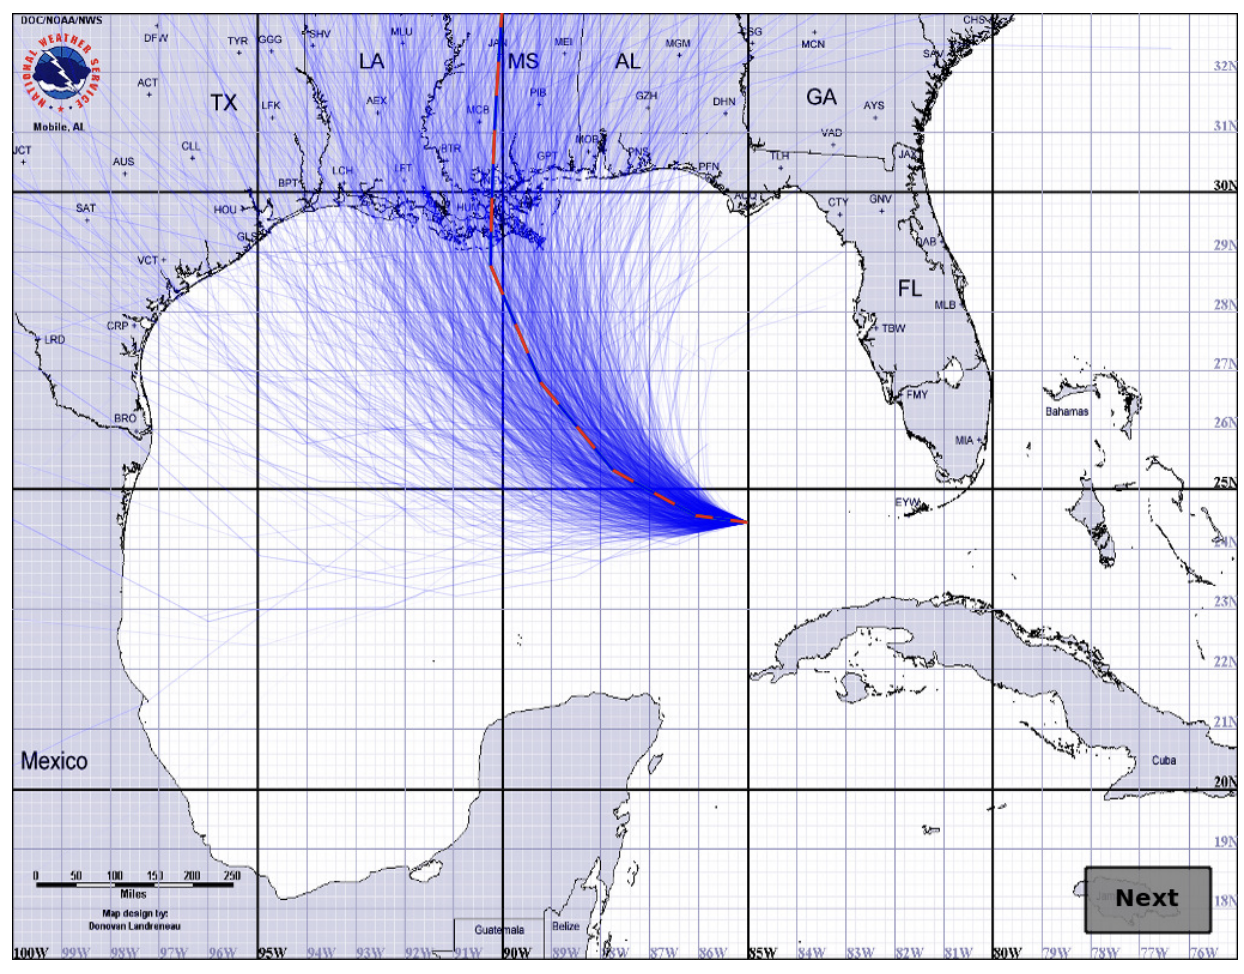 DOC/NOAA/NWS
NATIONAL WEATHER SERVICE
Mobile, AL
DFW
TYR
GGG
SHV
MLU
JAN
MEI
MGM
MCN
CHS
SAV
ACT
LFK
AEX
MCB
PIB
GZH
DHN
AYS
TX
LA
MS
AL
GA
32N
31N
JCT
AUS
CLL
BPT
LCH
LFT
BTR
GPT
MOB
PNS
PFN
TLH
VAD
JAX
30N
SAT
HOU
GLS
AQQ
CTY
GNV
DAB
29N
VCT
FL
MLB
28N
CRP
LRD
TBW
27N
BRO
FMY
Bahamas
26N
MIA
25N
EYW
24N
23N
22N
21N
Mexico
Cuba
20N
19N
0 50 100 150 200 250
Miles
Map design by:
Donovan Landreneau
Next
18N
Guatemala
Belize
100W 99W 98W 96W 95W 94W 93W 92W 91W 90W 89W 87W 86W 85W 84W 83W 82W 81W 80W 79W 78W 77W 76W